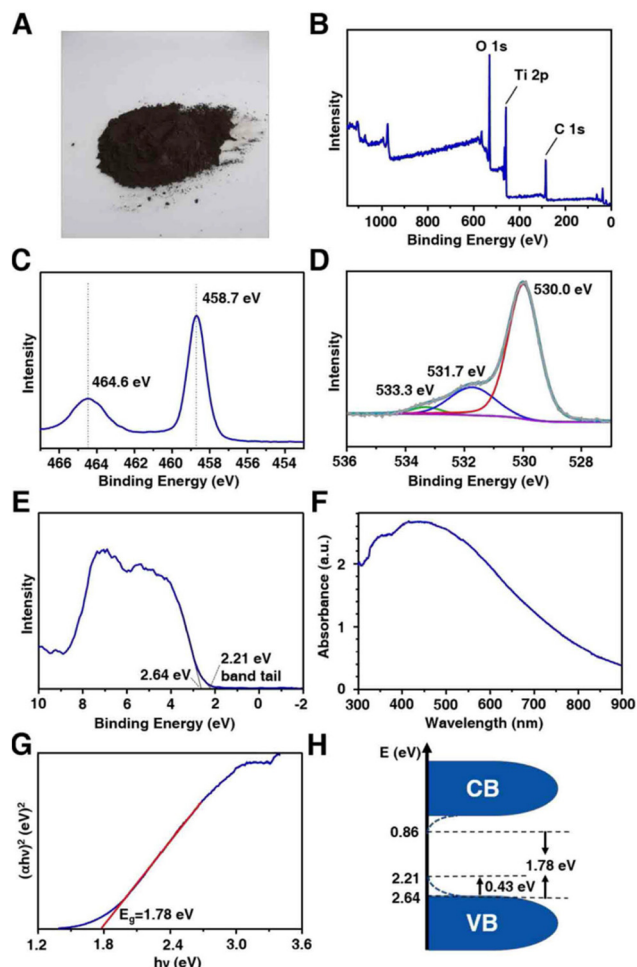 A
B
O 1s
Ti 2p
C 1s
Intensity
1000 800 600 400 200 0
Binding Energy (eV)
C
458.7 eV
464.6 eV
Intensity
466 464 462 460 458 456 454
Binding Energy (eV)
D
530.0 eV
531.7 eV
533.3 eV
Intensity
536 534 532 530 528
Binding Energy (eV)
E
Intensity
2.21 eV
2.64 eV band tail
10 8 6 4 2 0 -2
Binding Energy (eV)
F
Absorbance (a.u.)
2
1
0
300 400 500 600 700 800 900
Wavelength (nm)
G
(αhν)² (eV)²
Eg=1.78 eV
1.2 1.8 2.4 3.0 3.6
hν (eV)
H
E (eV)
CB
0.86
1.78 eV
2.21
0.43 eV
2.64
VB